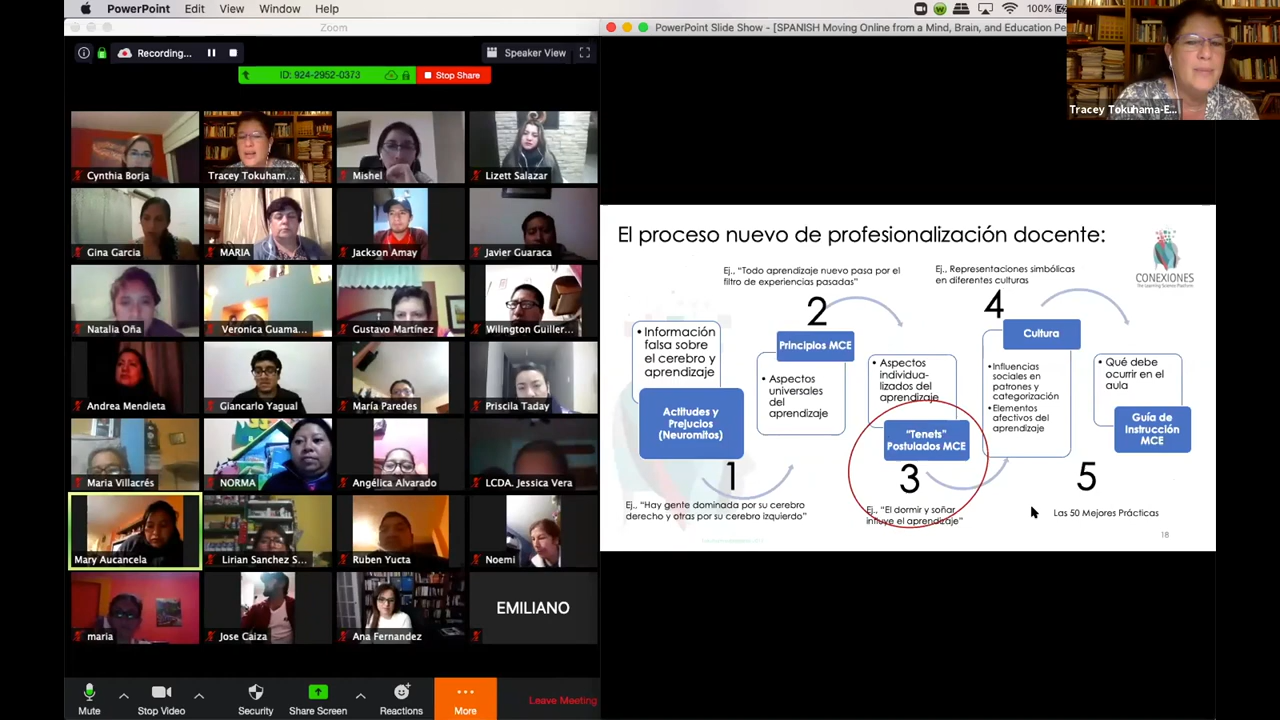 PowerPoint Edit View Window Help
100%
Zoom
PowerPoint Slide Show - [SPANISH Moving Online from a Mind, Brain, and Education Pe
Recording...
Speaker View
ID: 924-2952-0373
Stop Share
Tracey Tokuhama-E...
Cynthia Borja
Tracey Tokuham...
Mishel
Lizett Salazar
Gina Garcia
MARIA
Jackson Amay
Javier Guaraca
Natalia Oña
Veronica Guama...
Gustavo Martínez
Wilington Guiller...
Andrea Mendieta
Giancarlo Yagual
María Paredes
Priscila Taday
Maria Villacrés
NORMA
Angélica Alvarado
LCDA. Jessica Vera
Mary Aucancela
Lirian Sanchez S...
Ruben Yucta
Noemi
maria
Jose Caiza
Ana Fernandez
EMILIANO
Mute
Stop Video
Security
Share Screen
Reactions
More
Leave Meeting
El proceso nuevo de profesionalización docente:
CONEXIONES
The Learning Science Platform
• Información
falsa sobre
el cerebro y
aprendizaje
Actitudes y
Prejucios
(Neuromitos)
1
Ej., “Hay gente dominada por su cerebro
derecho y otras por su cerebro izquierdo”
Ej., “Todo aprendizaje nuevo pasa por el
filtro de experiencias pasadas”
2
Principios MCE
• Aspectos
universales
del
aprendizaje
• Aspectos
individua-
lizados del
aprendizaje
"Tenets"
Postulados MCE
3
Ej., “El dormir y soñar
influye el aprendizaje”
Ej., Representaciones simbólicas
en diferentes culturas
4
Cultura
• Influencias
sociales en
patrones y
categorización
• Elementos
afectivos del
aprendizaje
• Qué debe
ocurrir en el
aula
Guía de
Instrucción
MCE
5
Las 50 Mejores Prácticas
18